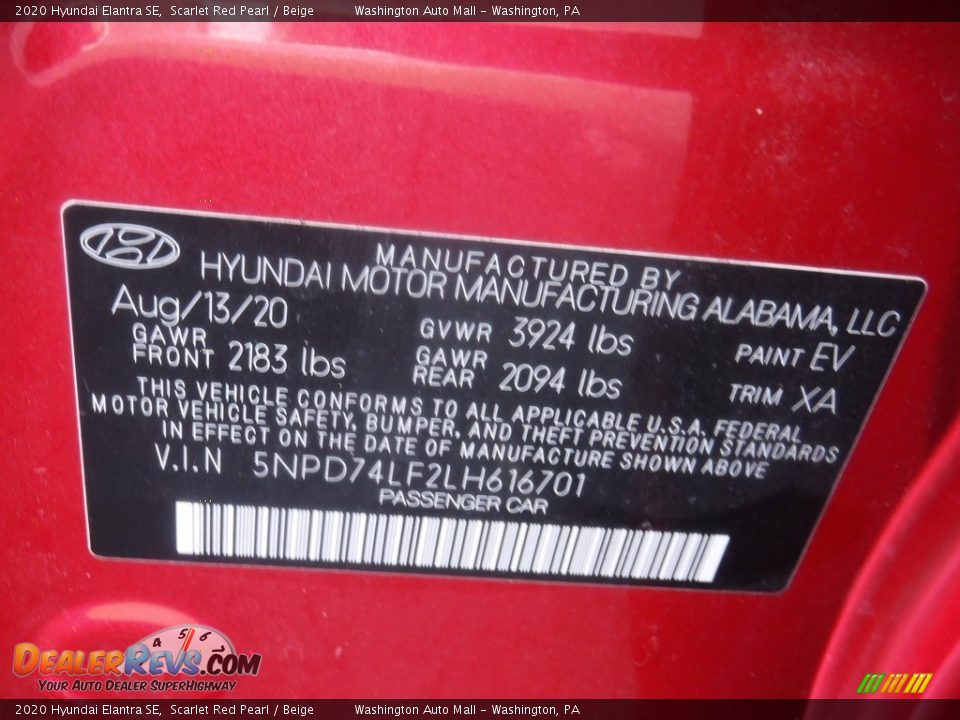 2020 Hyundai Elantra SE,  Scarlet Red Pearl / Beige     Washington Auto Mall - Washington, PA
MANUFACTURED BY
HYUNDAI MOTOR MANUFACTURING ALABAMA, LLC
Aug/13/20
GVWR 3924 lbs
PAINT EV
GAWR FRONT 2183 lbs
GAWR REAR 2094 lbs
TRIM XA
THIS VEHICLE CONFORMS TO ALL APPLICABLE U.S.A. FEDERAL
MOTOR VEHICLE SAFETY, BUMPER, AND THEFT PREVENTION STANDARDS
IN EFFECT ON THE DATE OF MANUFACTURE SHOWN ABOVE
V.I.N 5NPD74LF2LH616701
PASSENGER CAR
4 5 6
DEALERREVS.COM
YOUR AUTO DEALER SUPERHIGHWAY
2020 Hyundai Elantra SE,  Scarlet Red Pearl / Beige     Washington Auto Mall - Washington, PA